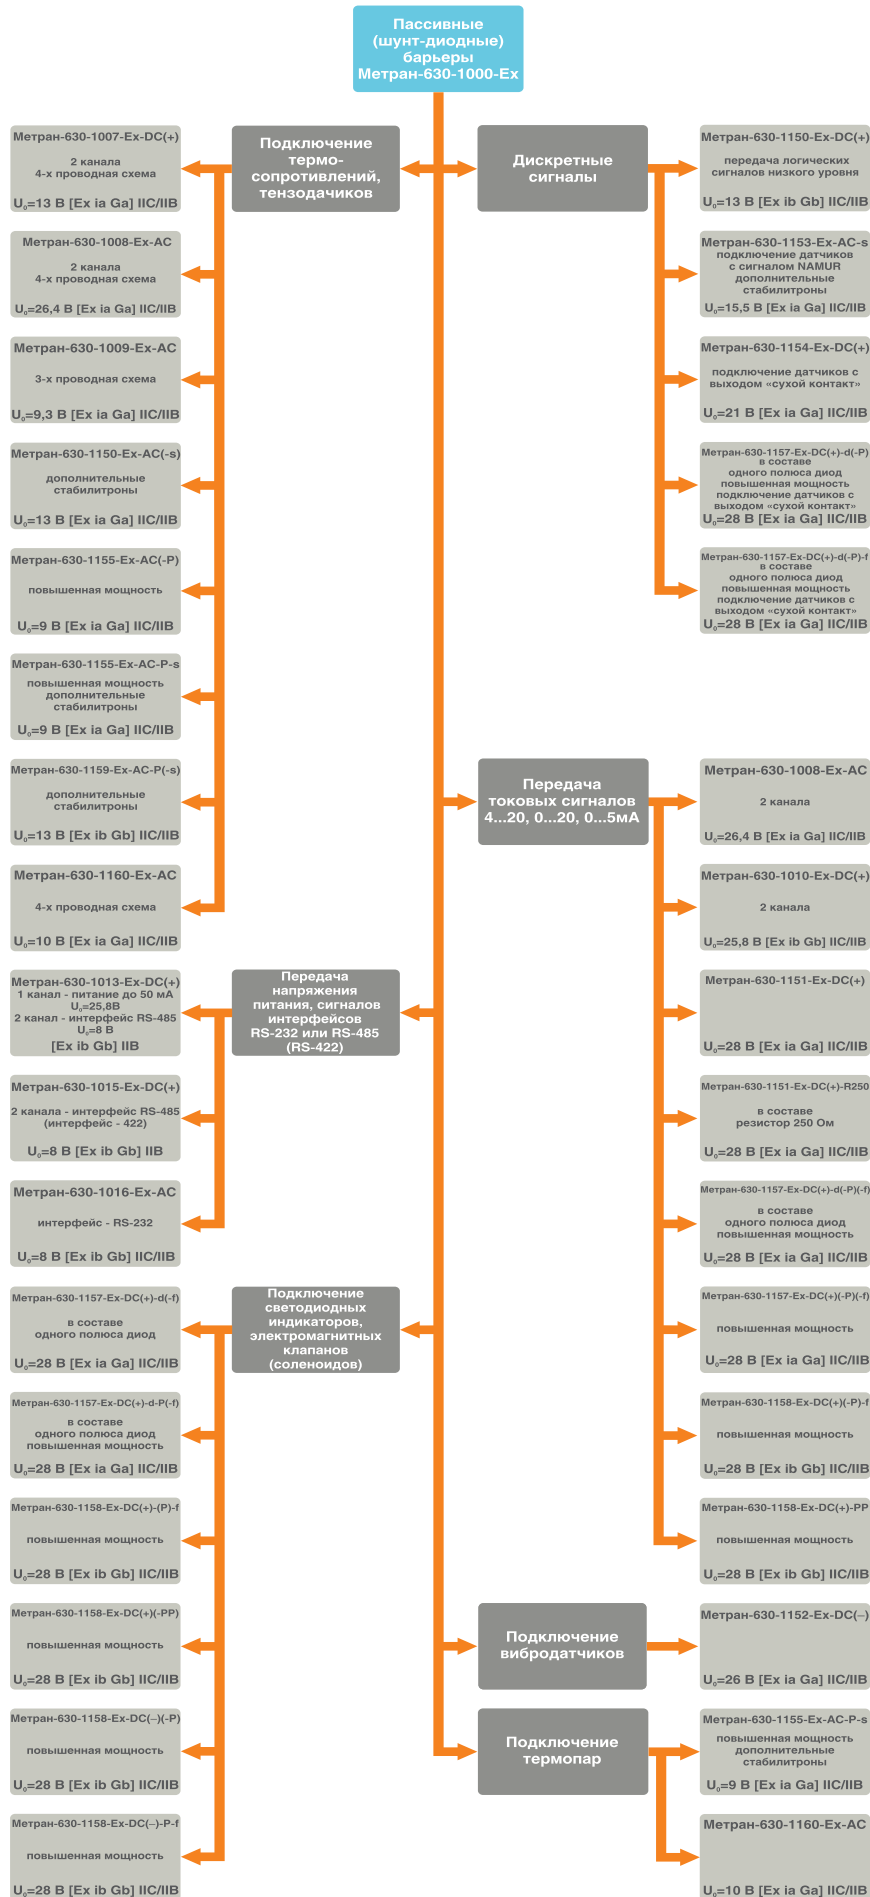 Пассивные
(шунт-диодные)
барьеры
Метран-630-1000-Ex
Подключение
термо-
сопротивлений,
тензодачиков
Метран-630-1007-Ex-DC(+)
2 канала
4-х проводная схема
U₀=13 В [Ex ia Ga] IIC/IIB
Метран-630-1008-Ex-AC
2 канала
4-х проводная схема
U₀=26,4 В [Ex ia Ga] IIC/IIB
Метран-630-1009-Ex-AC
3-х проводная схема
U₀=9,3 В [Ex ia Ga] IIC/IIB
Метран-630-1150-Ex-AC(-s)
дополнительные
стабилитроны
U₀=13 В [Ex ia Ga] IIC/IIB
Метран-630-1155-Ex-AC(-P)
повышенная мощность
U₀=9 В [Ex ia Ga] IIC/IIB
Метран-630-1155-Ex-AC-P-s
повышенная мощность
дополнительные
стабилитроны
U₀=9 В [Ex ia Ga] IIC/IIB
Метран-630-1159-Ex-AC-P(-s)
дополнительные
стабилитроны
U₀=13 В [Ex ib Gb] IIC/IIB
Метран-630-1160-Ex-AC
4-х проводная схема
U₀=10 В [Ex ia Ga] IIC/IIB
Передача
напряжения
питания, сигналов
интерфейсов
RS-232 или RS-485
(RS-422)
Метран-630-1013-Ex-DC(+)
1 канал - питание до 50 мА
U₀=25,8В
2 канал - интерфейс RS-485
U₀=8 В
[Ex ib Gb] IIB
Метран-630-1015-Ex-DC(+)
2 канала - интерфейс RS-485
(интерфейс - 422)
U₀=8 В [Ex ib Gb] IIB
Метран-630-1016-Ex-AC
интерфейс - RS-232
U₀=8 В [Ex ib Gb] IIC/IIB
Подключение
светодиодных
индикаторов,
электромагнитных
клапанов
(соленоидов)
Метран-630-1157-Ex-DC(+)-d(-f)
в составе
одного полюса диод
U₀=28 В [Ex ia Ga] IIC/IIB
Метран-630-1157-Ex-DC(+)-d-P(-f)
в составе
одного полюса диод
повышенная мощность
U₀=28 В [Ex ia Ga] IIC/IIB
Метран-630-1158-Ex-DC(+)-(P)-f
повышенная мощность
U₀=28 В [Ex ib Gb] IIC/IIB
Метран-630-1158-Ex-DC(+)(-PP)
повышенная мощность
U₀=28 В [Ex ib Gb] IIC/IIB
Метран-630-1158-Ex-DC(–)(-P)
повышенная мощность
U₀=28 В [Ex ib Gb] IIC/IIB
Метран-630-1158-Ex-DC(–)-P-f
повышенная мощность
U₀=28 В [Ex ib Gb] IIC/IIB
Дискретные
сигналы
Метран-630-1150-Ex-DC(+)
передача логических
сигналов низкого уровня
U₀=13 В [Ex ib Gb] IIC/IIB
Метран-630-1153-Ex-AC-s
подключение датчиков
с сигналом NAMUR
дополнительные
стабилитроны
U₀=15,5 В [Ex ia Ga] IIC/IIB
Метран-630-1154-Ex-DC(+)
подключение датчиков с
выходом «сухой контакт»
U₀=21 В [Ex ia Ga] IIC/IIB
Метран-630-1157-Ex-DC(+)-d(-P)
в составе
одного полюса диод
повышенная мощность
подключение датчиков с
выходом «сухой контакт»
U₀=28 В [Ex ia Ga] IIC/IIB
Метран-630-1157-Ex-DC(+)-d(-P)-f
в составе
одного полюса диод
повышенная мощность
подключение датчиков с
выходом «сухой контакт»
U₀=28 В [Ex ia Ga] IIC/IIB
Передача
токовых сигналов
4...20, 0...20, 0...5мА
Метран-630-1008-Ex-AC
2 канала
U₀=26,4 В [Ex ia Ga] IIC/IIB
Метран-630-1010-Ex-DC(+)
2 канала
U₀=25,8 В [Ex ib Gb] IIC/IIB
Метран-630-1151-Ex-DC(+)
U₀=28 В [Ex ia Ga] IIC/IIB
Метран-630-1151-Ex-DC(+)-R250
в составе
резистор 250 Ом
U₀=28 В [Ex ia Ga] IIC/IIB
Метран-630-1157-Ex-DC(+)-d(-P)(-f)
в составе
одного полюса диод
повышенная мощность
U₀=28 В [Ex ia Ga] IIC/IIB
Метран-630-1157-Ex-DC(+)(-P)(-f)
повышенная мощность
U₀=28 В [Ex ia Ga] IIC/IIB
Метран-630-1158-Ex-DC(+)(-P)-f
повышенная мощность
U₀=28 В [Ex ib Gb] IIC/IIB
Метран-630-1158-Ex-DC(+)-PP
повышенная мощность
U₀=28 В [Ex ib Gb] IIC/IIB
Подключение
вибродатчиков
Метран-630-1152-Ex-DC(–)
U₀=26 В [Ex ia Ga] IIC/IIB
Подключение
термопар
Метран-630-1155-Ex-AC-P-s
повышенная мощность
дополнительные
стабилитроны
U₀=9 В [Ex ia Ga] IIC/IIB
Метран-630-1160-Ex-AC
U₀=10 В [Ex ia Ga] IIC/IIB